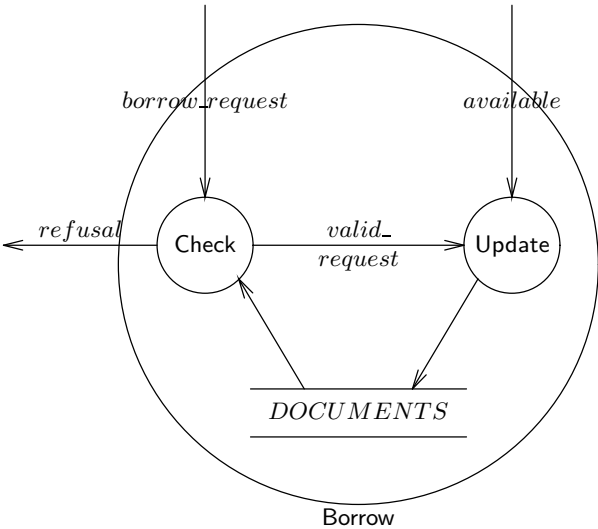 borrow_request
available
refusal
Check
valid_
request
Update
DOCUMENTS
Borrow